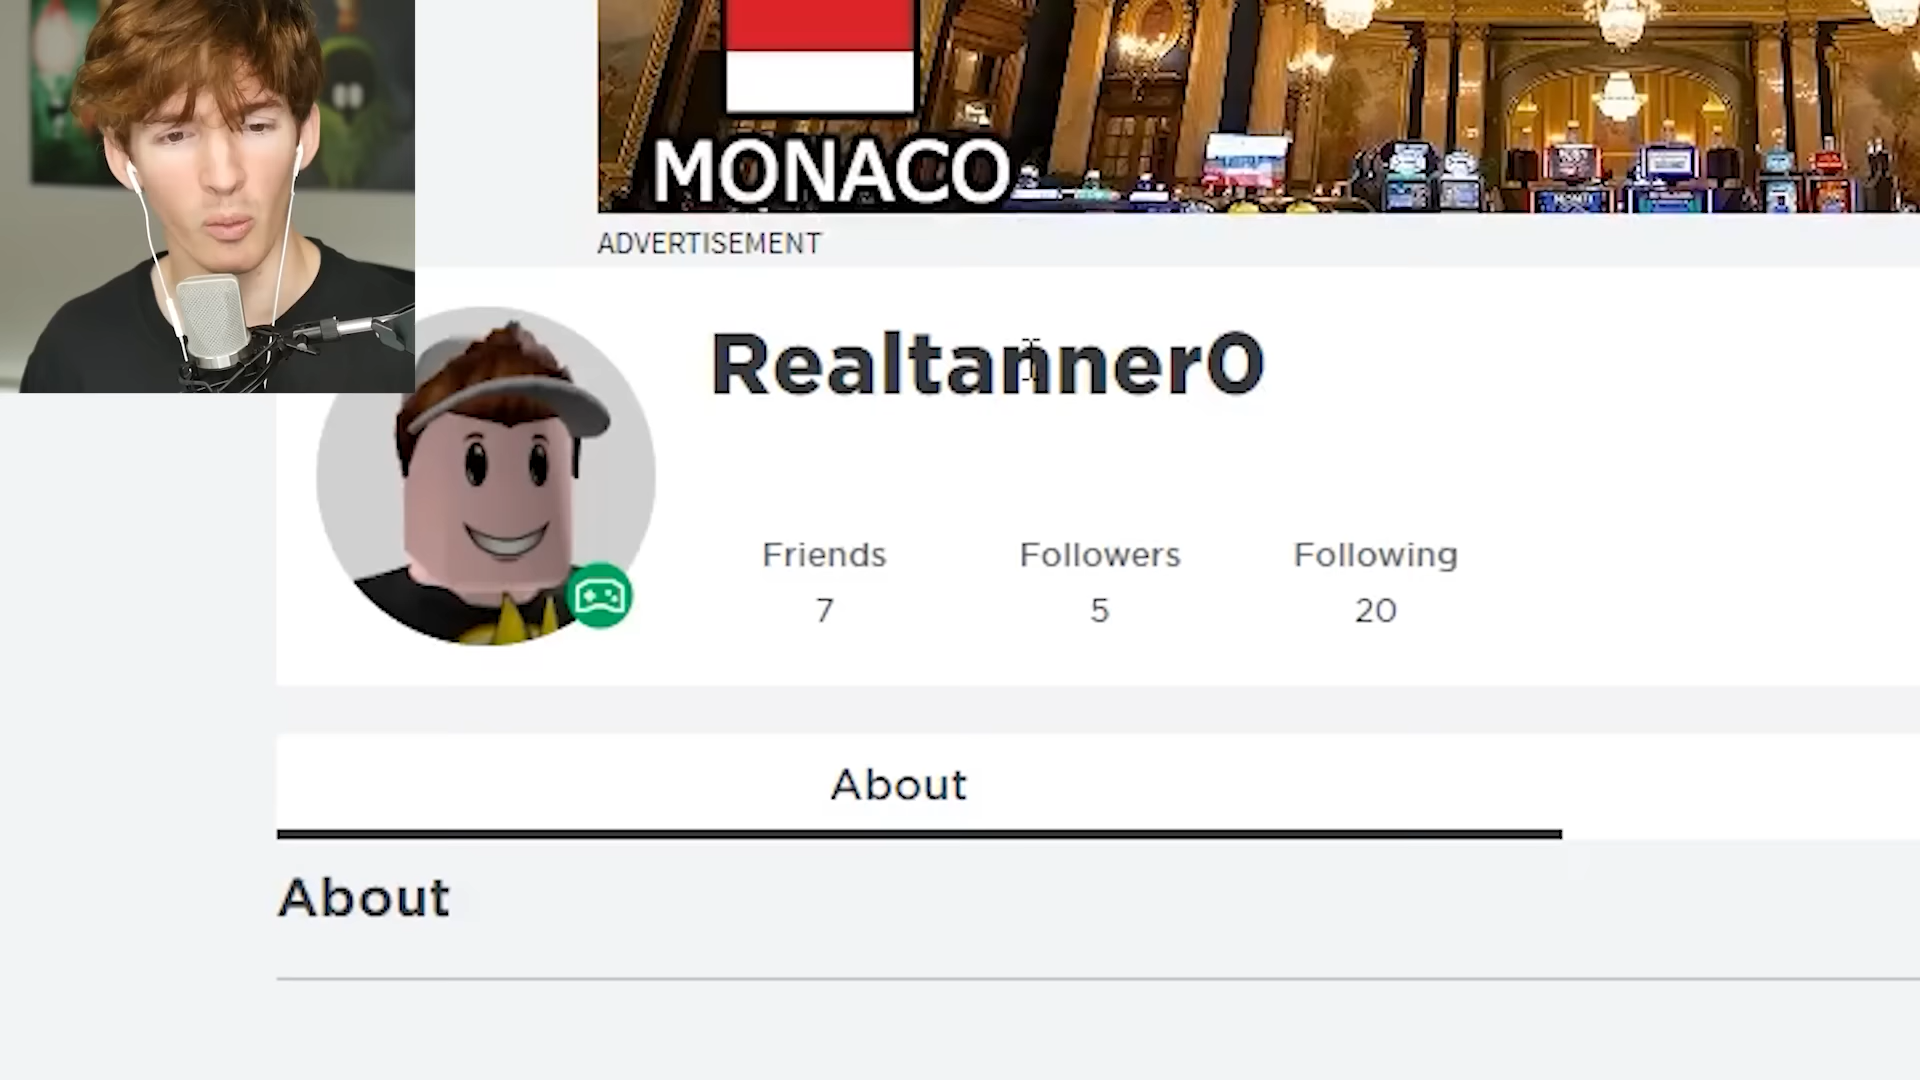 MONACO
ADVERTISEMENT
Realtanner0
Friends
Followers
Following
7
5
20
About
About